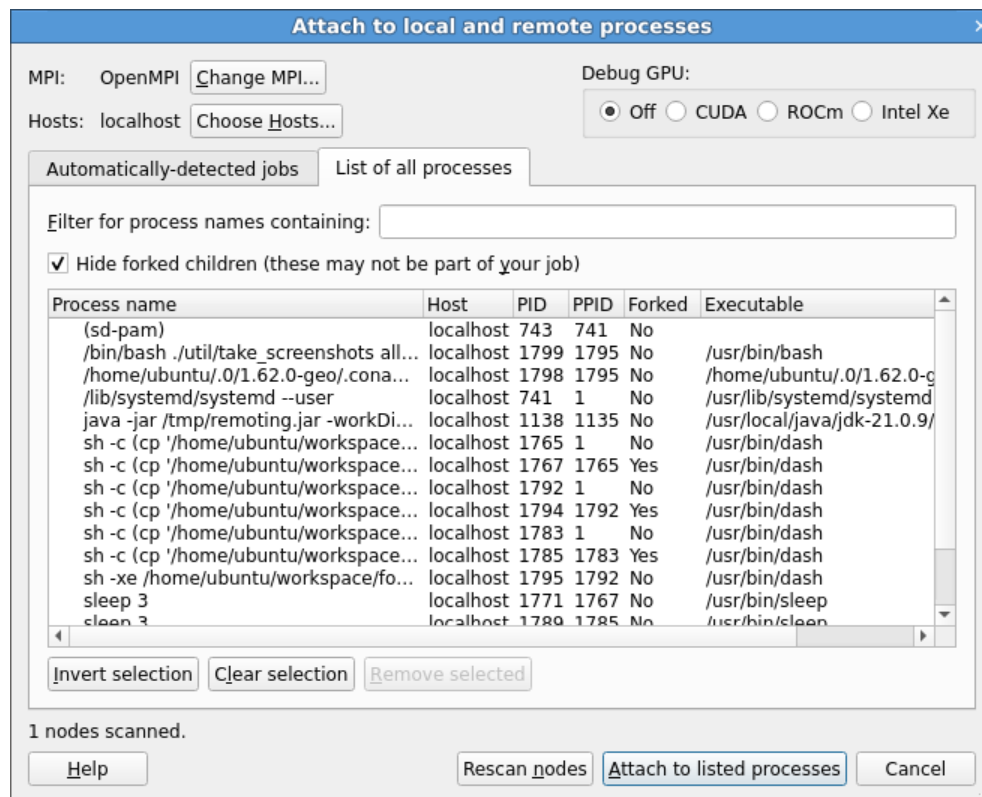 Attach to local and remote processes
MPI: OpenMPI Change MPI...
Debug GPU:
Hosts: localhost Choose Hosts...
Off CUDA ROCm Intel Xe
Automatically-detected jobs List of all processes
Filter for process names containing:
Hide forked children (these may not be part of your job)
Process name Host PID PPID Forked Executable
(sd-pam) localhost 743 741 No
/bin/bash ./util/take_screenshots all... localhost 1799 1795 No /usr/bin/bash
/home/ubuntu/.0/1.62.0-geo/.cona... localhost 1798 1795 No /home/ubuntu/.0/1.62.0-g
/lib/systemd/systemd --user localhost 741 1 No /usr/lib/systemd/systemd
java -jar /tmp/remoting.jar -workDi... localhost 1138 1135 No /usr/local/java/jdk-21.0.9/
sh -c (cp '/home/ubuntu/workspace... localhost 1765 1 No /usr/bin/dash
sh -c (cp '/home/ubuntu/workspace... localhost 1767 1765 Yes /usr/bin/dash
sh -c (cp '/home/ubuntu/workspace... localhost 1792 1 No /usr/bin/dash
sh -c (cp '/home/ubuntu/workspace... localhost 1794 1792 Yes /usr/bin/dash
sh -c (cp '/home/ubuntu/workspace... localhost 1783 1 No /usr/bin/dash
sh -c (cp '/home/ubuntu/workspace... localhost 1785 1783 Yes /usr/bin/dash
sh -xe /home/ubuntu/workspace/fo... localhost 1795 1792 No /usr/bin/dash
sleep 3 localhost 1771 1767 No /usr/bin/sleep
sleep 3 localhost 1789 1785 No /usr/bin/sleep
Invert selection Clear selection Remove selected
1 nodes scanned.
Help Rescan nodes Attach to listed processes Cancel